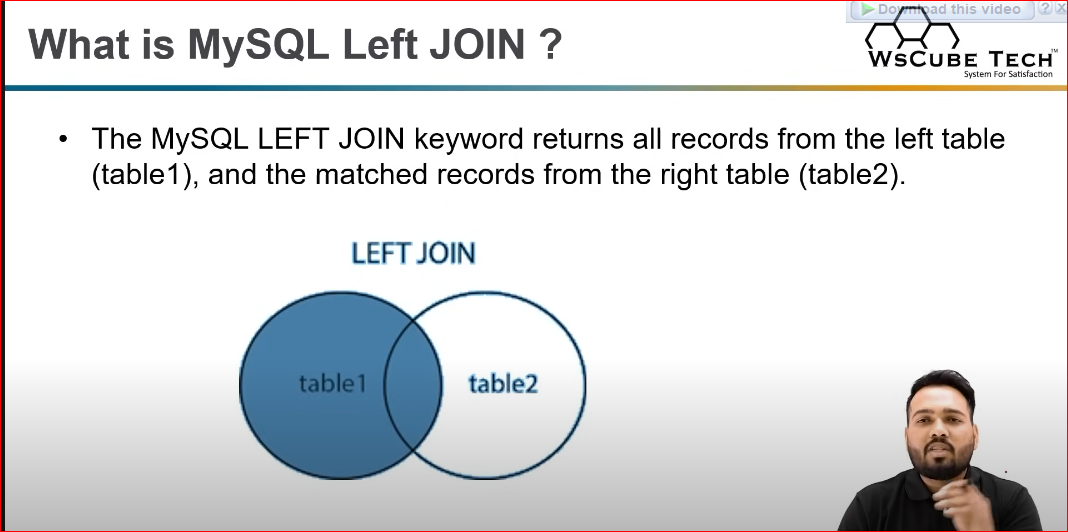 Download this video
What is MySQL Left JOIN ?
WsCube Tech™
System For Satisfaction
• The MySQL LEFT JOIN keyword returns all records from the left table
(table1), and the matched records from the right table (table2).
LEFT JOIN
table1
table2